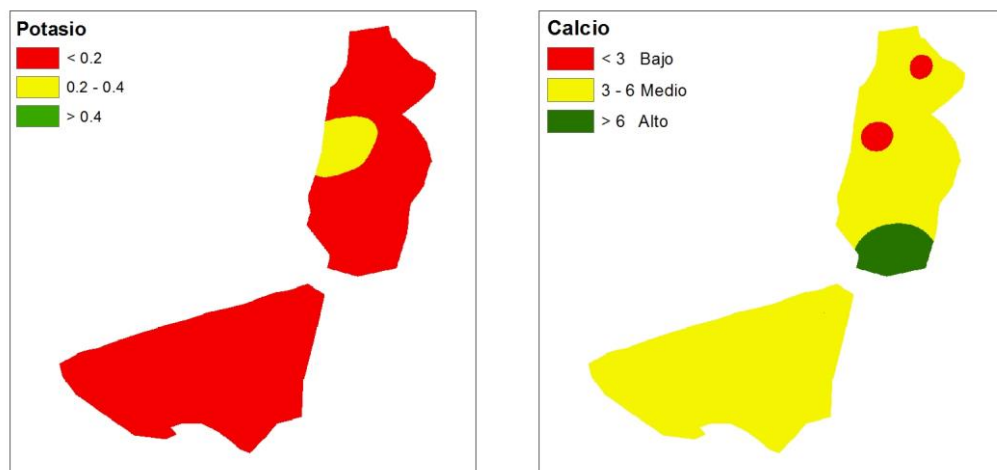 Potasio
< 0.2
0.2 - 0.4
> 0.4
Calcio
< 3 Bajo
3 - 6 Medio
> 6 Alto